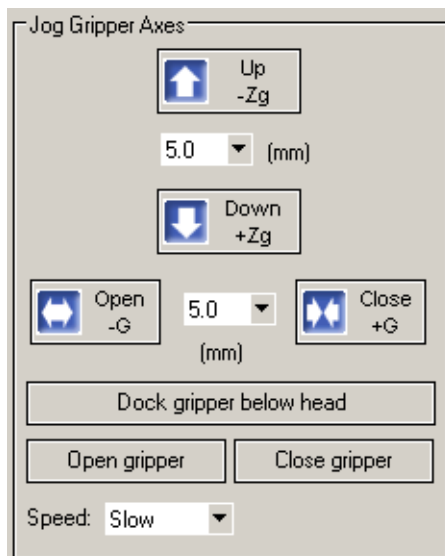 Jog Gripper Axes
Up
-Zg
5.0 (mm)
Down
+Zg
Open
-G
5.0
Close
+G
(mm)
Dock gripper below head
Open gripper
Close gripper
Speed: Slow